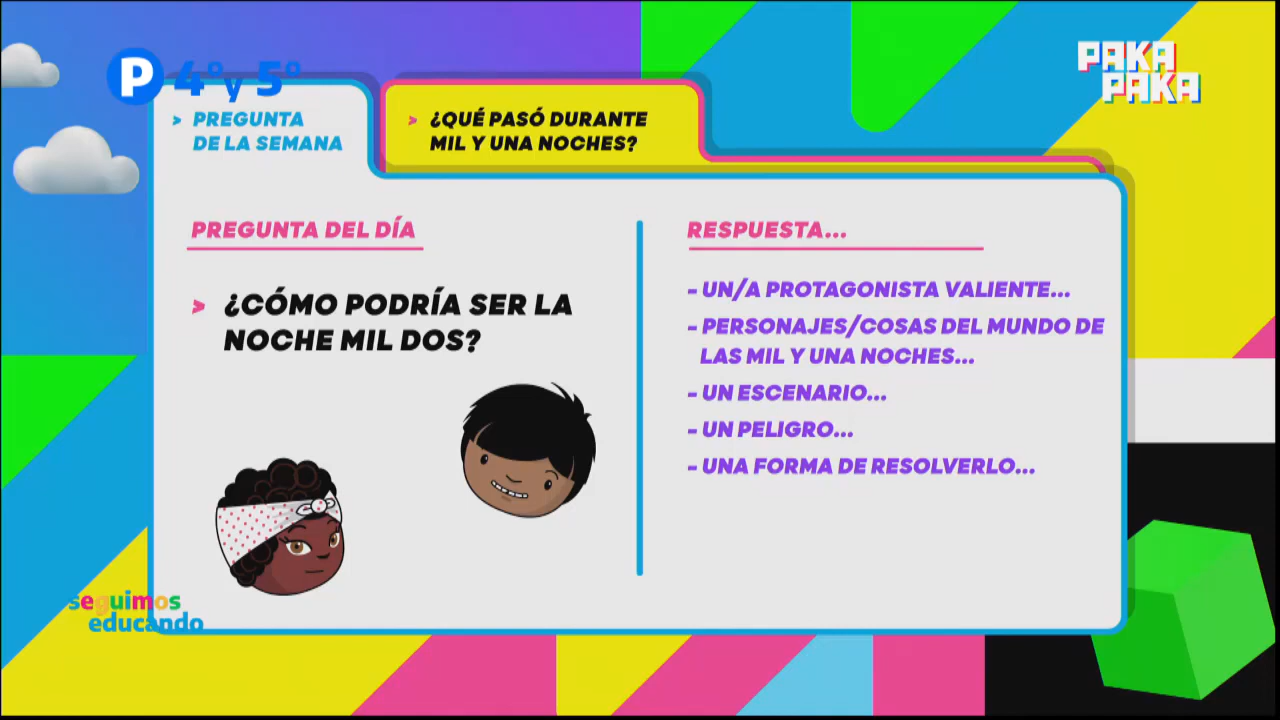 P 4° y 5°
PAKA
PAKA
> PREGUNTA
DE LA SEMANA
> ¿QUÉ PASÓ DURANTE
MIL Y UNA NOCHES?
PREGUNTA DEL DÍA
> ¿CÓMO PODRÍA SER LA
NOCHE MIL DOS?
RESPUESTA...
- UN/A PROTAGONISTA VALIENTE...
- PERSONAJES/COSAS DEL MUNDO DE
LAS MIL Y UNA NOCHES...
- UN ESCENARIO...
- UN PELIGRO...
- UNA FORMA DE RESOLVERLO...
seguimos
educando